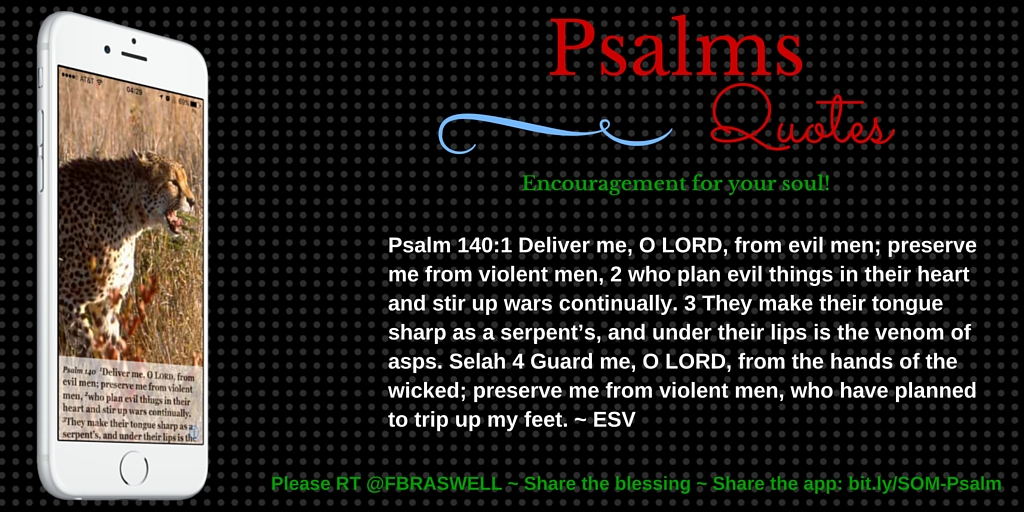 AT&T
04:29
69%
Psalm 140 ¹Deliver me, O LORD, from
evil men; preserve me from violent
men, ²who plan evil things in their
heart and stir up wars continually.
³They make their tongue sharp as a
serpent's, and under their lips is the
Psalms
Quotes
Encouragement for your soul!
Psalm 140:1 Deliver me, O LORD, from evil men; preserve
me from violent men, 2 who plan evil things in their heart
and stir up wars continually. 3 They make their tongue
sharp as a serpent’s, and under their lips is the venom of
asps. Selah 4 Guard me, O LORD, from the hands of the
wicked; preserve me from violent men, who have planned
to trip up my feet. ~ ESV
Please RT @FBRASWELL ~ Share the blessing ~ Share the app: bit.ly/SOM-Psalm